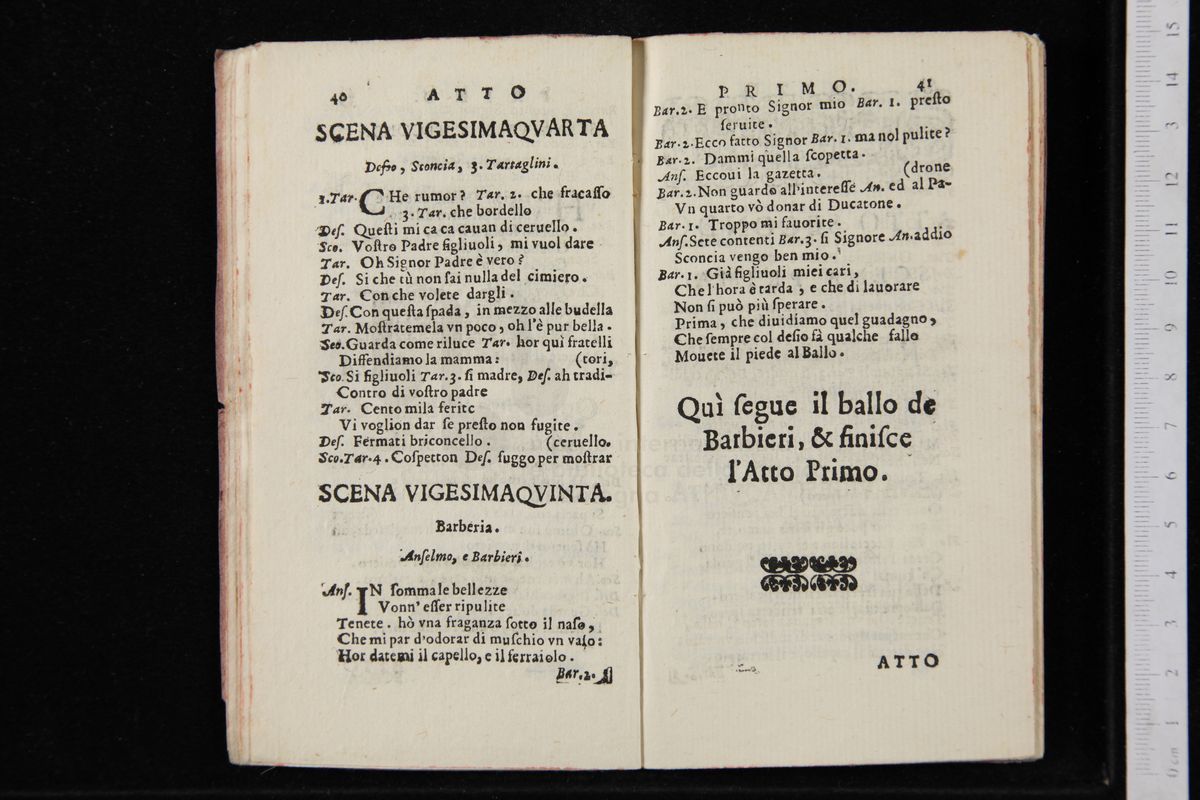 40 ATTO
SCENA VIGESIMAQVARTA
Deſio, Sconcia, 3. Tartaglini.
1.Tar. CHe rumor? Tar. 2. che fracaſſo
3. Tar. che bordello
Deſ. Queſti mi ca ca cauan di ceruello.
Sco. Voſtro Padre figliuoli, mi vuol dare
Tar. Oh Signor Padre è vero?
Deſ. Si che tù non ſai nulla del cimiero.
Tar. Con che volete dargli.
Deſ. Con queſta ſpada, in mezzo alle budella
Tar. Moſtratemela vn poco, oh l'è pur bella.
Sco. Guarda come riluce Tar. hor quì fratelli
Diffendiamo la mamma: (tori,
Sco. Si figliuoli Tar. 3. ſi madre, Deſ. ah tradi-
Contro di voſtro padre
Tar. Cento mila ferite
Vi voglion dar ſe preſto non fugite.
Deſ. Fermati briconcello. (ceruello.
Sco.Tar.4. Coſpetton Deſ. fuggo per moſtrar
SCENA VIGESIMAQVINTA.
Barberia.
Anſelmo, e Barbieri.
Anſ. IN ſomma le bellezze
Vonn' eſſer ripulite
Tenete. hò vna fraganza ſotto il naſo,
Che mi par d'odorar di muſchio vn vaſo:
Hor datemi il capello, e il ferraiolo.
Bar. 2.
PRIMO. 41
Bar. 2. E pronto Signor mio Bar. 1. preſto
ſeruite.
Bar. 2. Ecco fatto Signor Bar. 1. ma nol pulite?
Bar. 2. Dammi quella ſcopetta.
Anſ. Eccoui la gazetta. (drone
Bar. 2. Non guardo all'intereſſe An. ed al Pa-
Vn quarto vò donar di Ducatone.
Bar. 1. Troppo mi fauorite.
Anſ. Sete contenti Bar. 3. ſi Signore An. addio
Sconcia vengo ben mio.
Bar. 1. Già figliuoli miei cari,
Che l'hora è tarda, e che di lauorare
Non ſi può più ſperare.
Prima, che diuidiamo quel guadagno,
Che ſempre col deſio fà qualche fallo
Mouete il piede al Ballo.
Quì ſegue il ballo de
Barbieri, & finiſce
l'Atto Primo.
ATTO